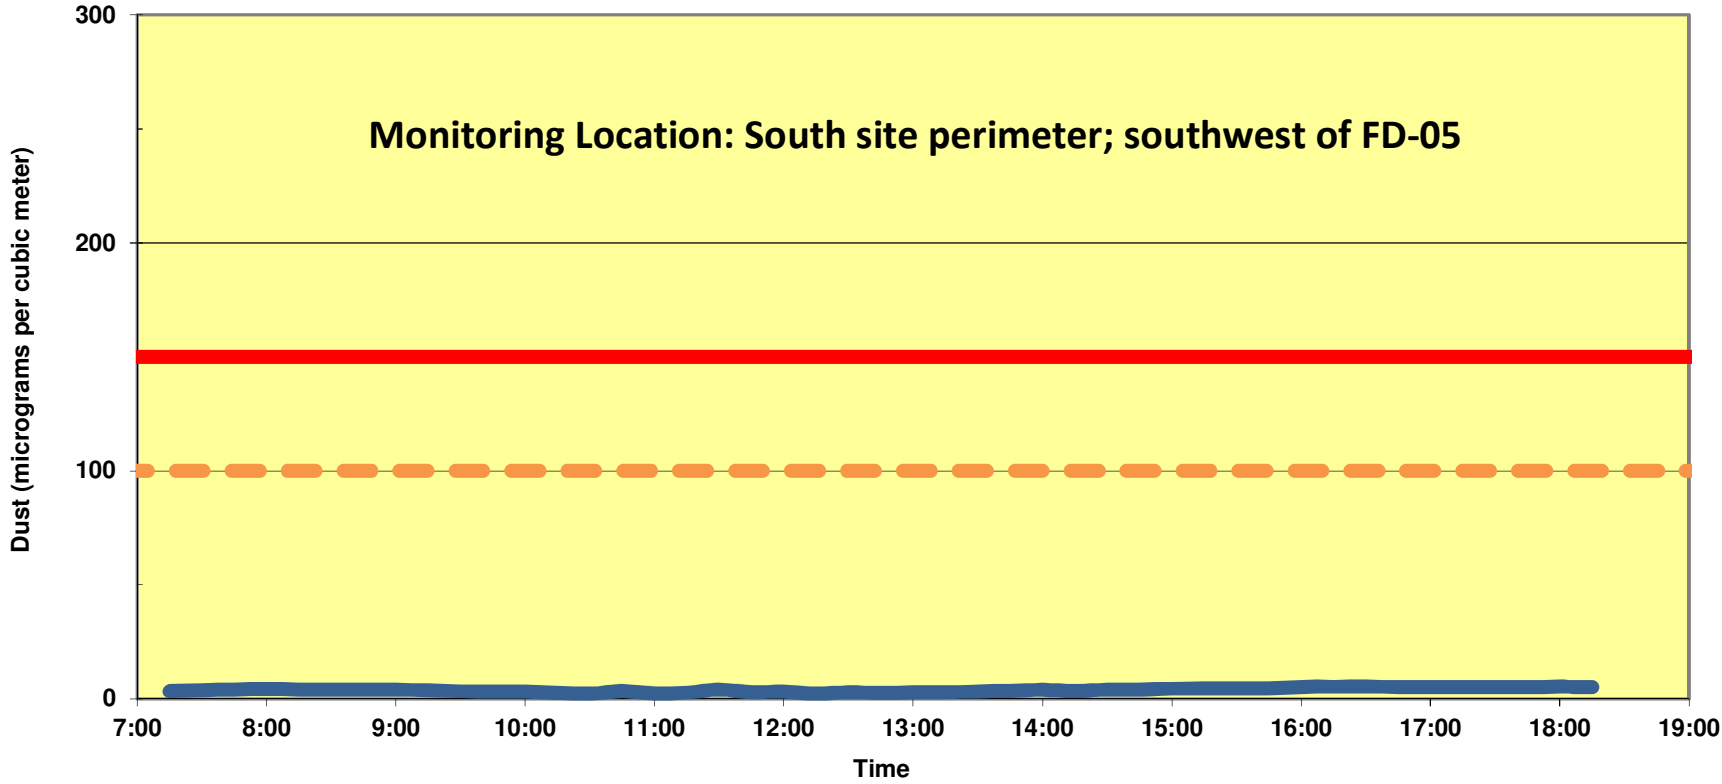 Monitoring Location: South site perimeter; southwest of FD-05
Dust (micrograms per cubic meter)
300
200
100
0
7:00 8:00 9:00 10:00 11:00 12:00 13:00 14:00 15:00 16:00 17:00 18:00 19:00
Time